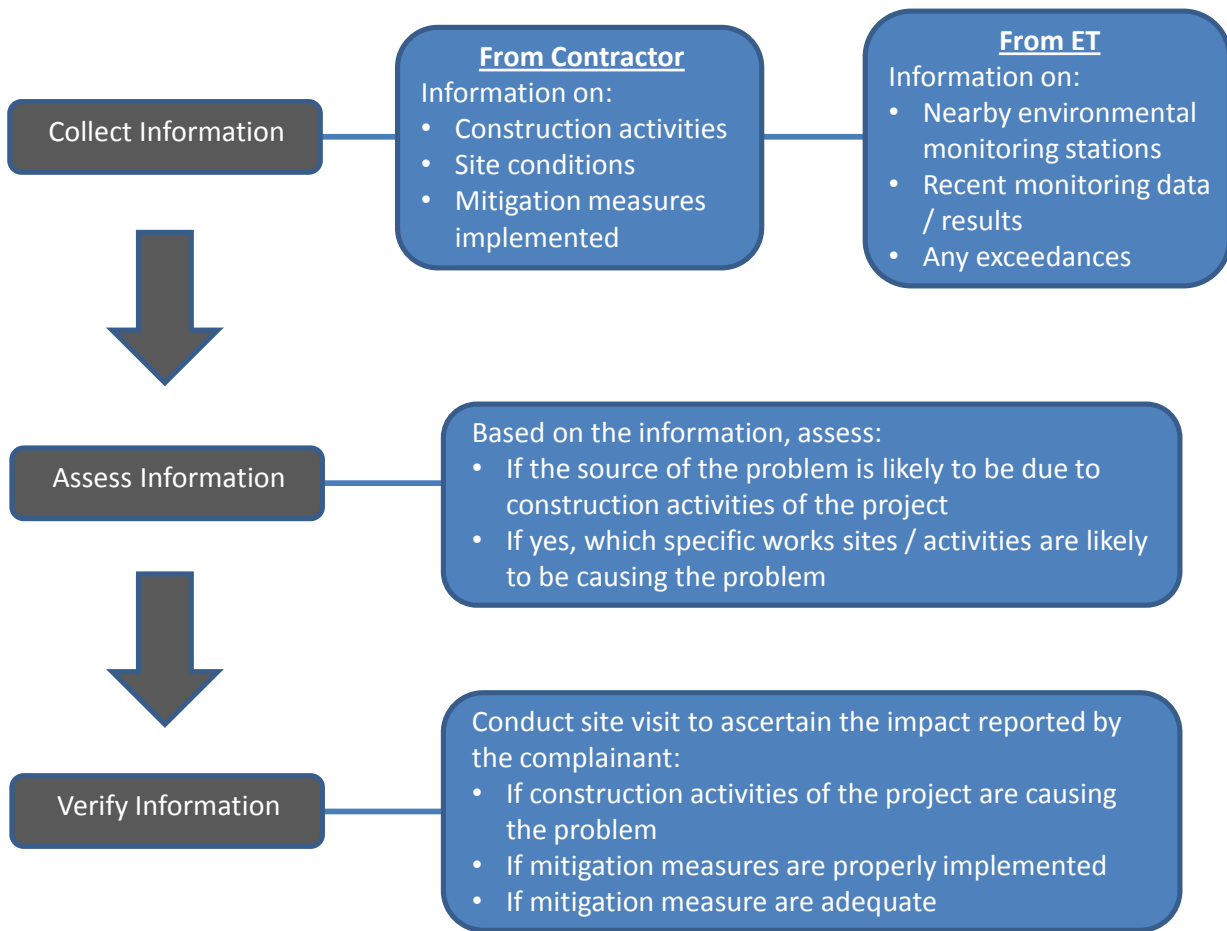 Collect Information
From Contractor
Information on:
• Construction activities
• Site conditions
• Mitigation measures
implemented
From ET
Information on:
• Nearby environmental
monitoring stations
• Recent monitoring data
/ results
• Any exceedances
Assess Information
Based on the information, assess:
• If the source of the problem is likely to be due to
construction activities of the project
• If yes, which specific works sites / activities are likely
to be causing the problem
Verify Information
Conduct site visit to ascertain the impact reported by
the complainant:
• If construction activities of the project are causing
the problem
• If mitigation measures are properly implemented
• If mitigation measure are adequate